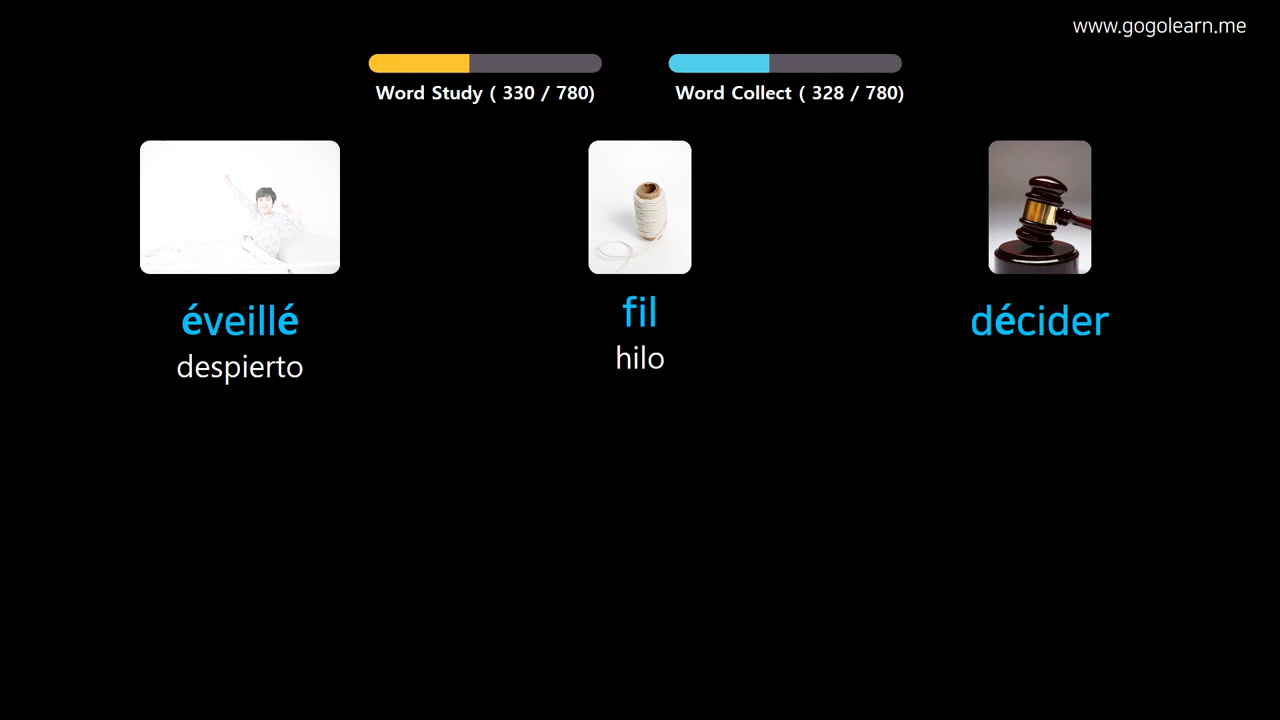 www.gogolearn.me
Word Study ( 330 / 780)
Word Collect ( 328 / 780)
éveillé
despierto
fil
hilo
décider